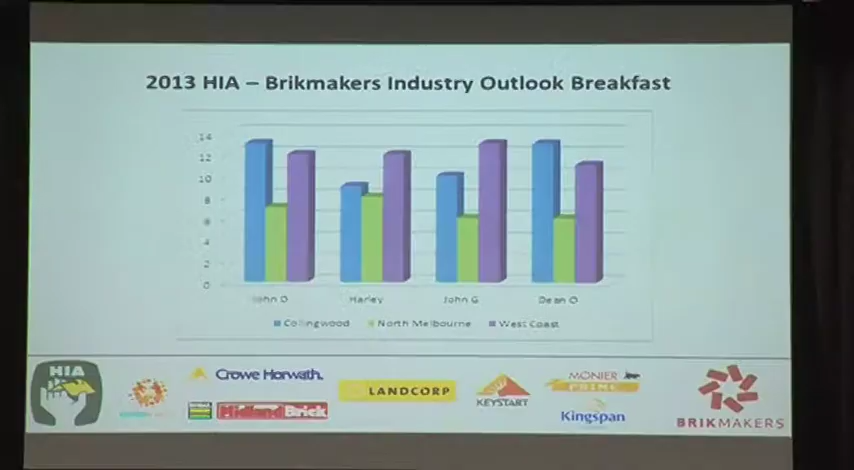 2013 HIA – Brikmakers Industry Outlook Breakfast
14
12
10
8
6
4
2
0
John O
Harley
John G
Dean O
Collingwood
North Melbourne
West Coast
HIA
Crowe Horwath.
Midland Brick
LANDCORP
KEYSTART
MONIER
PRIME
Kingspan
BRIKMAKERS